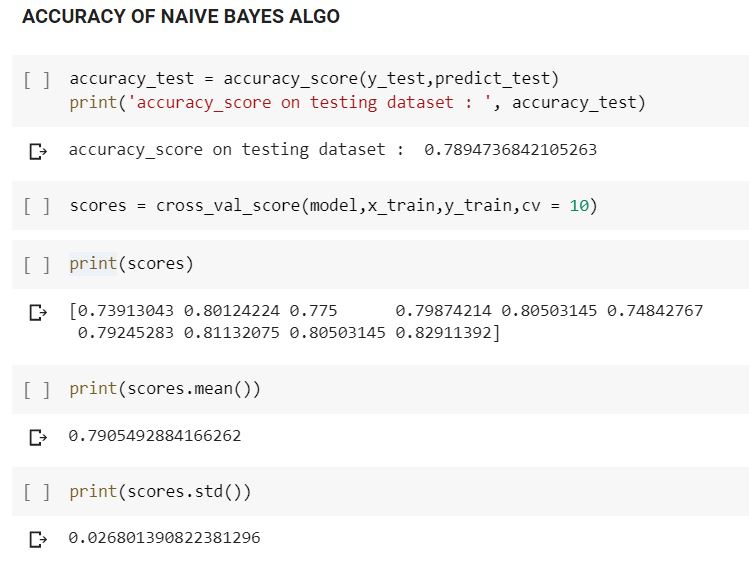 ACCURACY OF NAIVE BAYES ALGO
[ ] accuracy_test = accuracy_score(y_test,predict_test)
print('accuracy_score on testing dataset : ', accuracy_test)
accuracy_score on testing dataset :  0.7894736842105263
[ ] scores = cross_val_score(model,x_train,y_train,cv = 10)
[ ] print(scores)
[0.73913043 0.80124224 0.775      0.79874214 0.80503145 0.74842767
 0.79245283 0.81132075 0.80503145 0.82911392]
[ ] print(scores.mean())
0.7905492884166262
[ ] print(scores.std())
0.026801390822381296